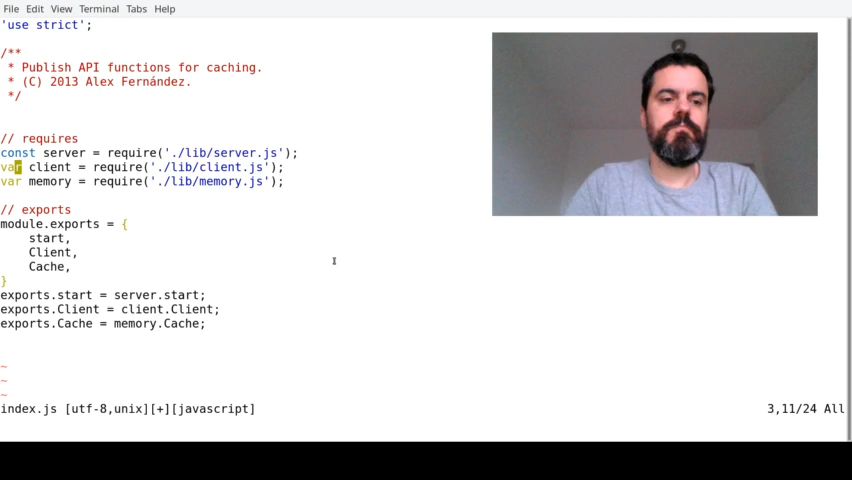 File Edit View Terminal Tabs Help
'use strict';
/**
 * Publish API functions for caching.
 * (C) 2013 Alex Fernández.
 */
// requires
const server = require('./lib/server.js');
var client = require('./lib/client.js');
var memory = require('./lib/memory.js');
// exports
module.exports = {
    start,
    Client,
    Cache,
}
exports.start = server.start;
exports.Client = client.Client;
exports.Cache = memory.Cache;
~
~
~
index.js [utf-8,unix][+][javascript] 3,11/24 All